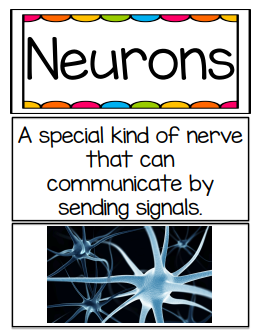 Neurons
A special kind of nerve
that can
communicate by
sending signals.